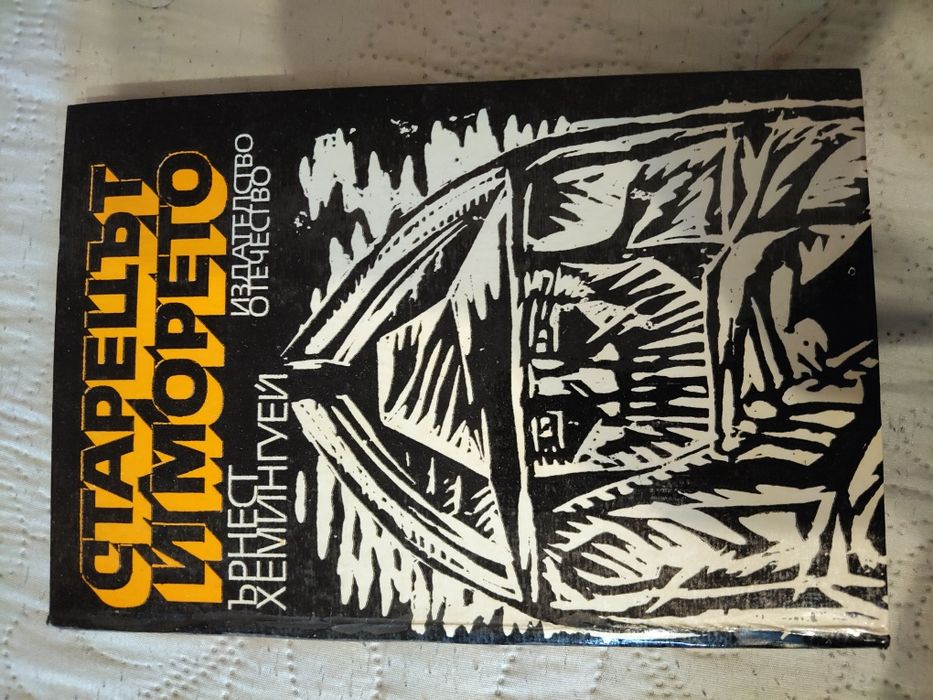 СТАРЕЦЪТ
И МОРЕТО
ЪРНЕСТ
ХЕМИНГУЕЙ
ИЗДАТЕЛСТВО
ОТЕЧЕСТВО